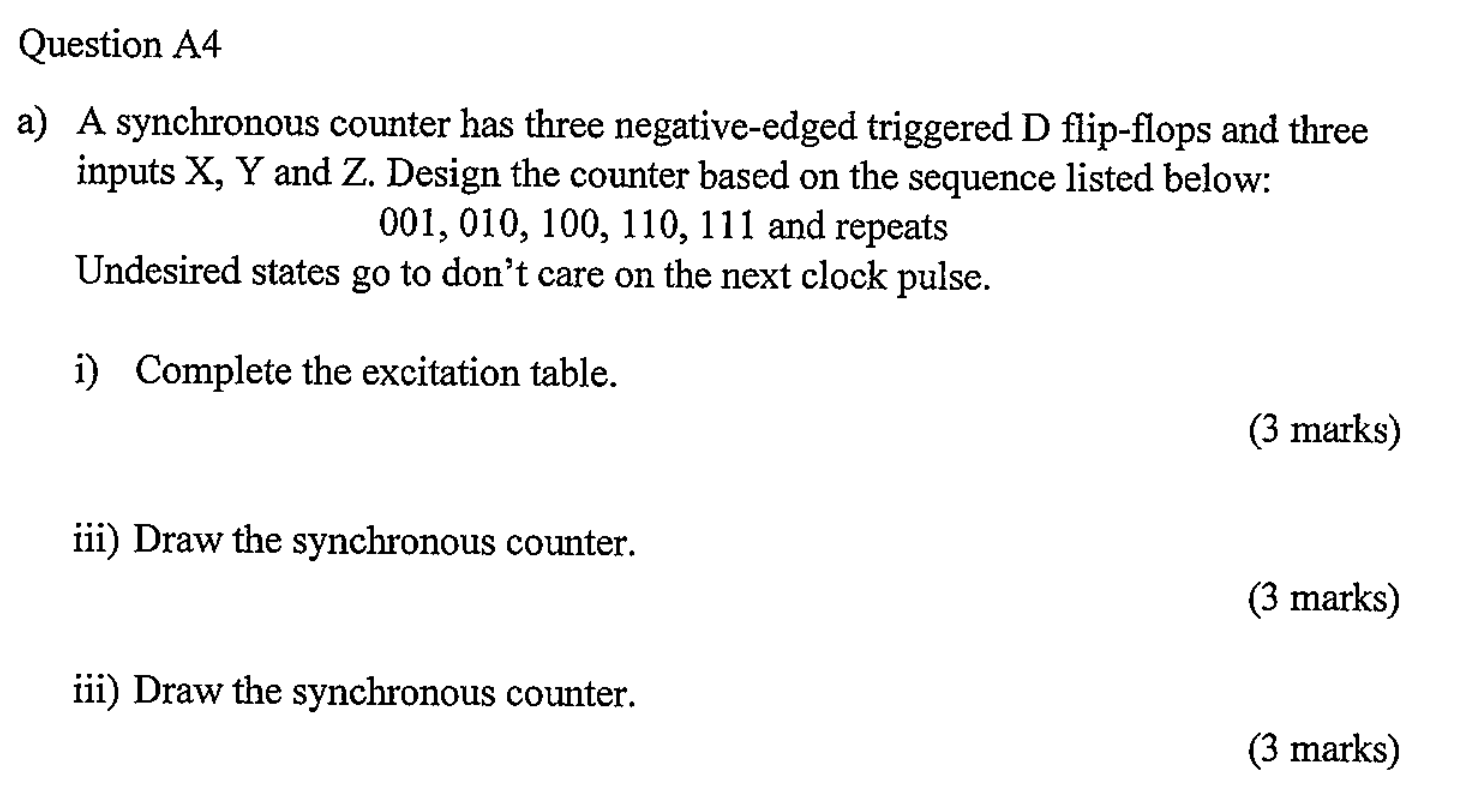 Question A4
a) A synchronous counter has three negative-edged triggered D flip-flops and three
inputs X, Y and Z. Design the counter based on the sequence listed below:
001, 010, 100, 110, 111 and repeats
Undesired states go to don't care on the next clock pulse.
i) Complete the excitation table.
(3 marks)
iii) Draw the synchronous counter.
(3 marks)
iii) Draw the synchronous counter.
(3 marks)